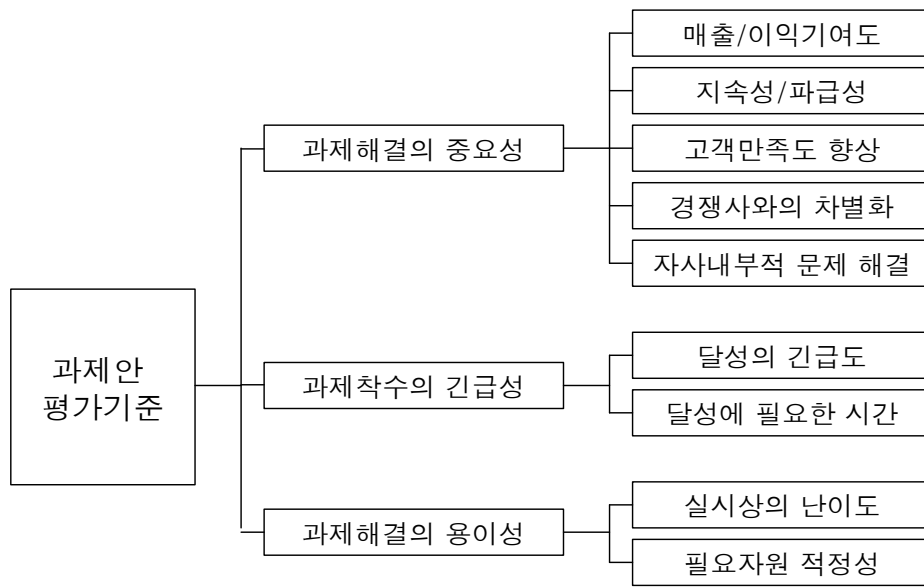 과제안
평가기준
과제해결의 중요성
매출/이익기여도
지속성/파급성
고객만족도 향상
경쟁사와의 차별화
자사내부적 문제 해결
과제착수의 긴급성
달성의 긴급도
달성에 필요한 시간
과제해결의 용이성
실시상의 난이도
필요자원 적정성